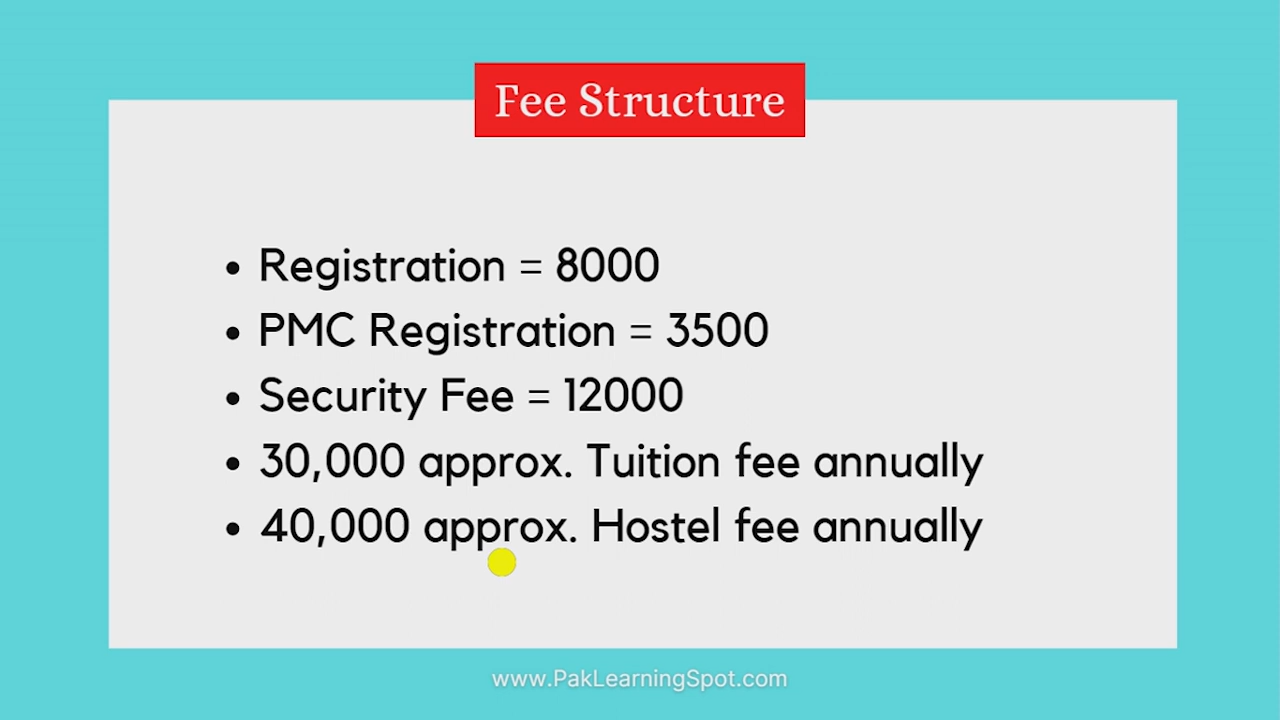 Fee Structure
• Registration = 8000
• PMC Registration = 3500
• Security Fee = 12000
• 30,000 approx. Tuition fee annually
• 40,000 approx. Hostel fee annually
www.PakLearningSpot.com